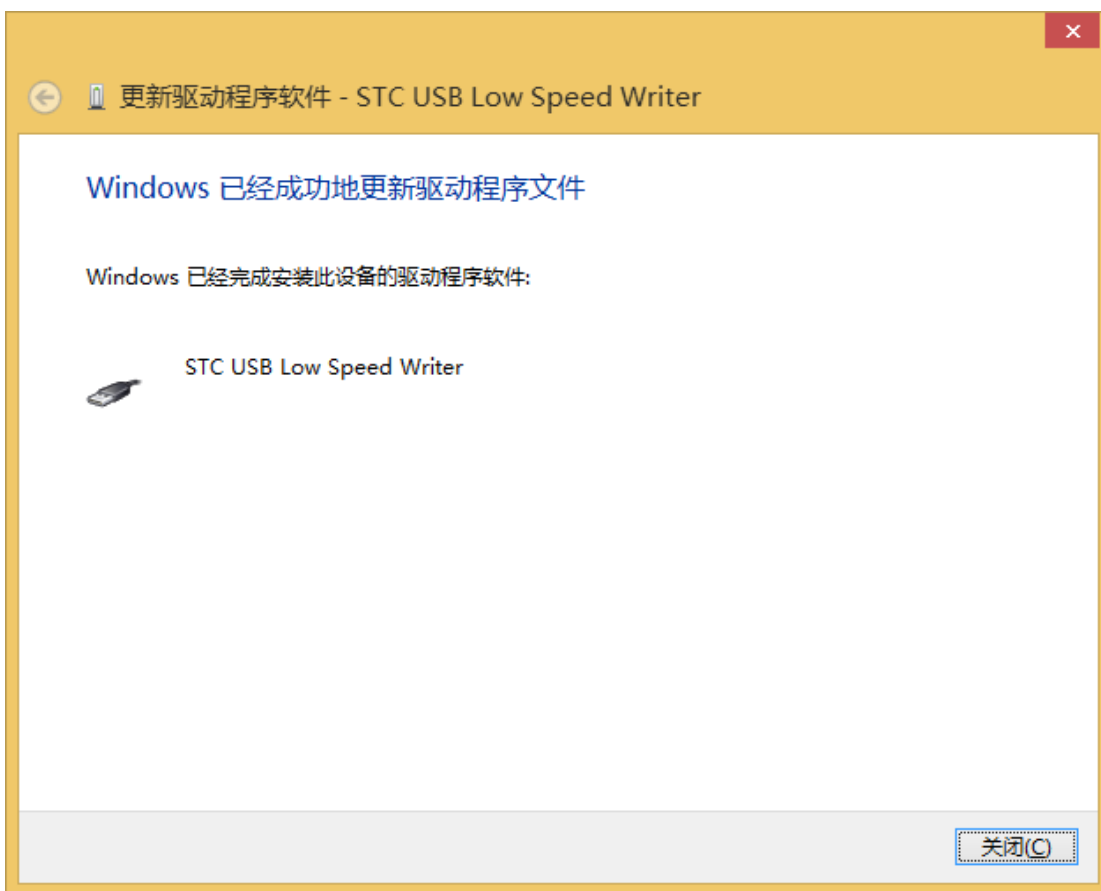 更新驱动程序软件 - STC USB Low Speed Writer
Windows 已经成功地更新驱动程序文件
Windows 已经完成安装此设备的驱动程序软件:
STC USB Low Speed Writer
关闭(C)